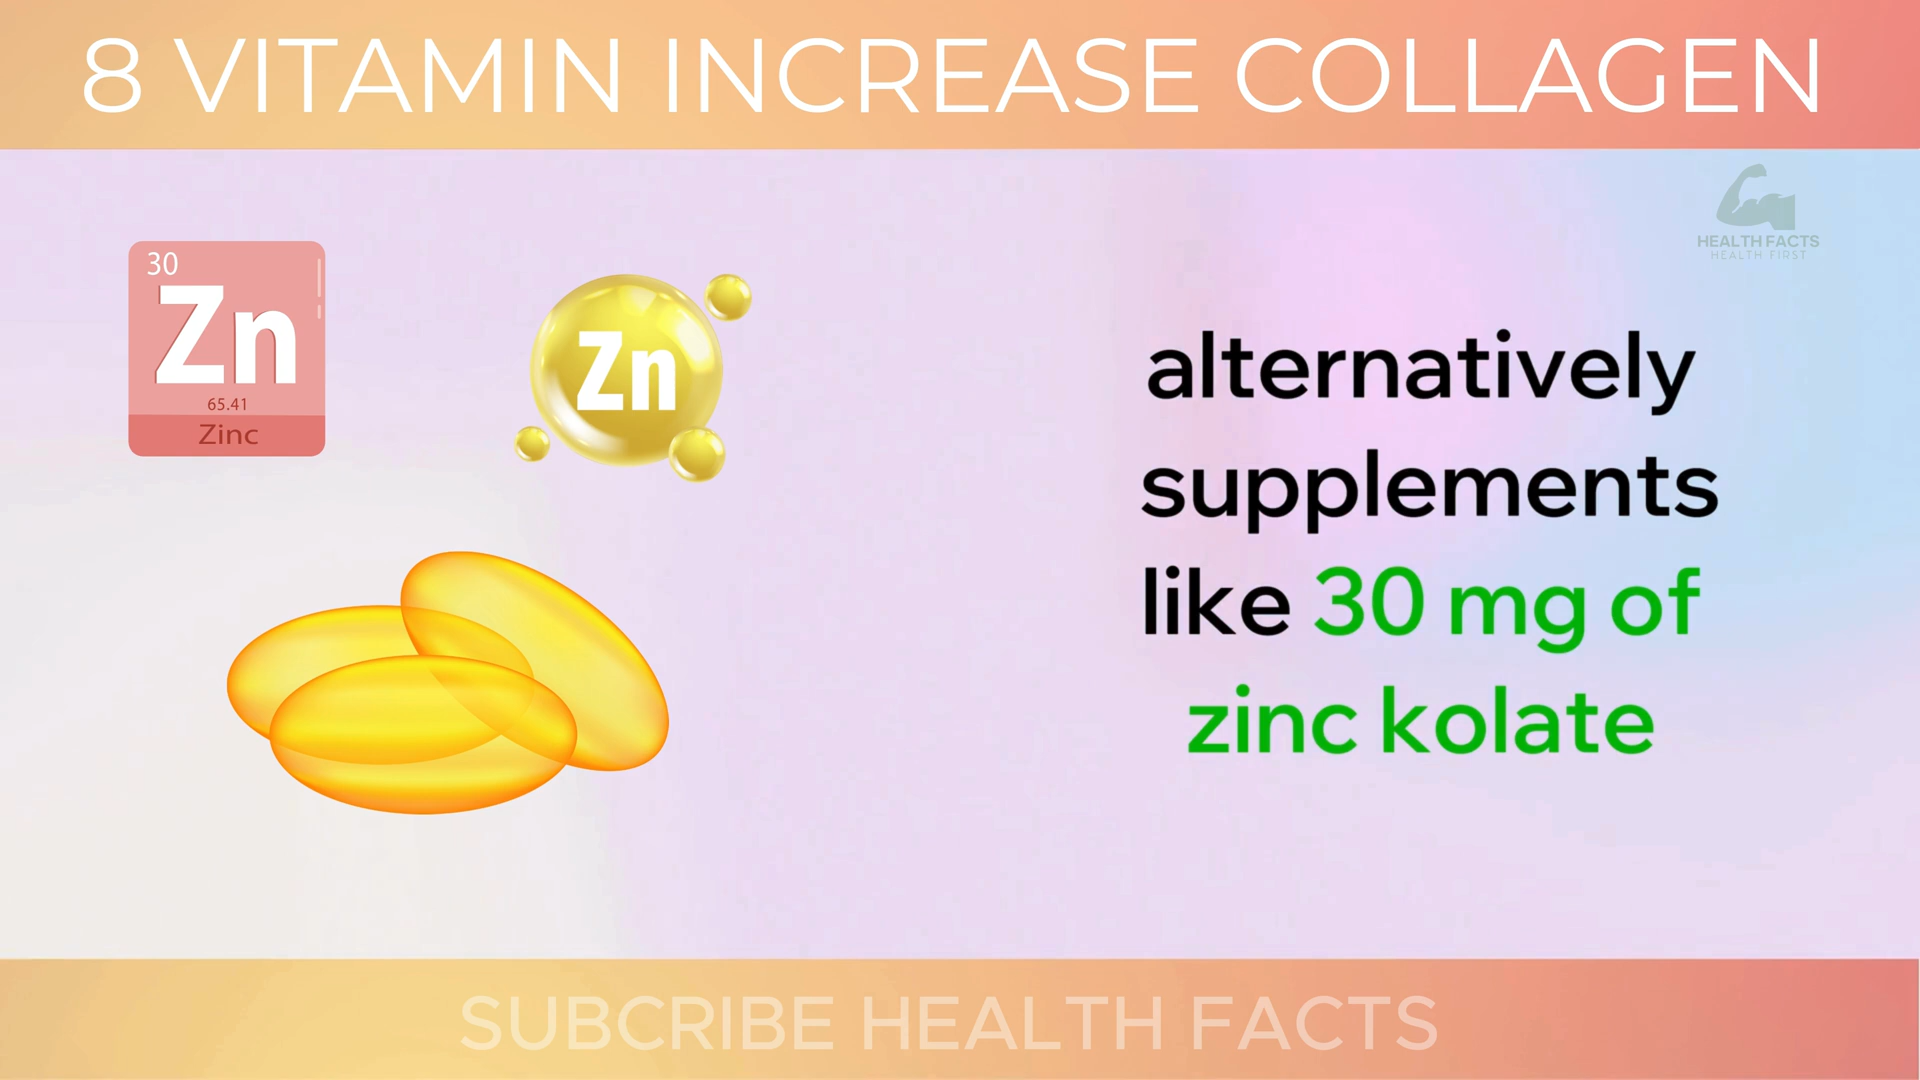 8 VITAMIN INCREASE COLLAGEN
HEALTH FACTS
HEALTH FIRST
30
Zn
65.41
Zinc
Zn
alternatively
supplements
like 30 mg of
zinc kolate
SUBCRIBE HEALTH FACTS